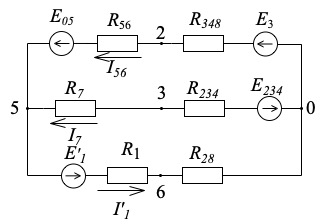 E05 R56 2 R348 E3
I56
5 R7 3 R234 E234 0
I7
E'1 R1 6 R28
I'1